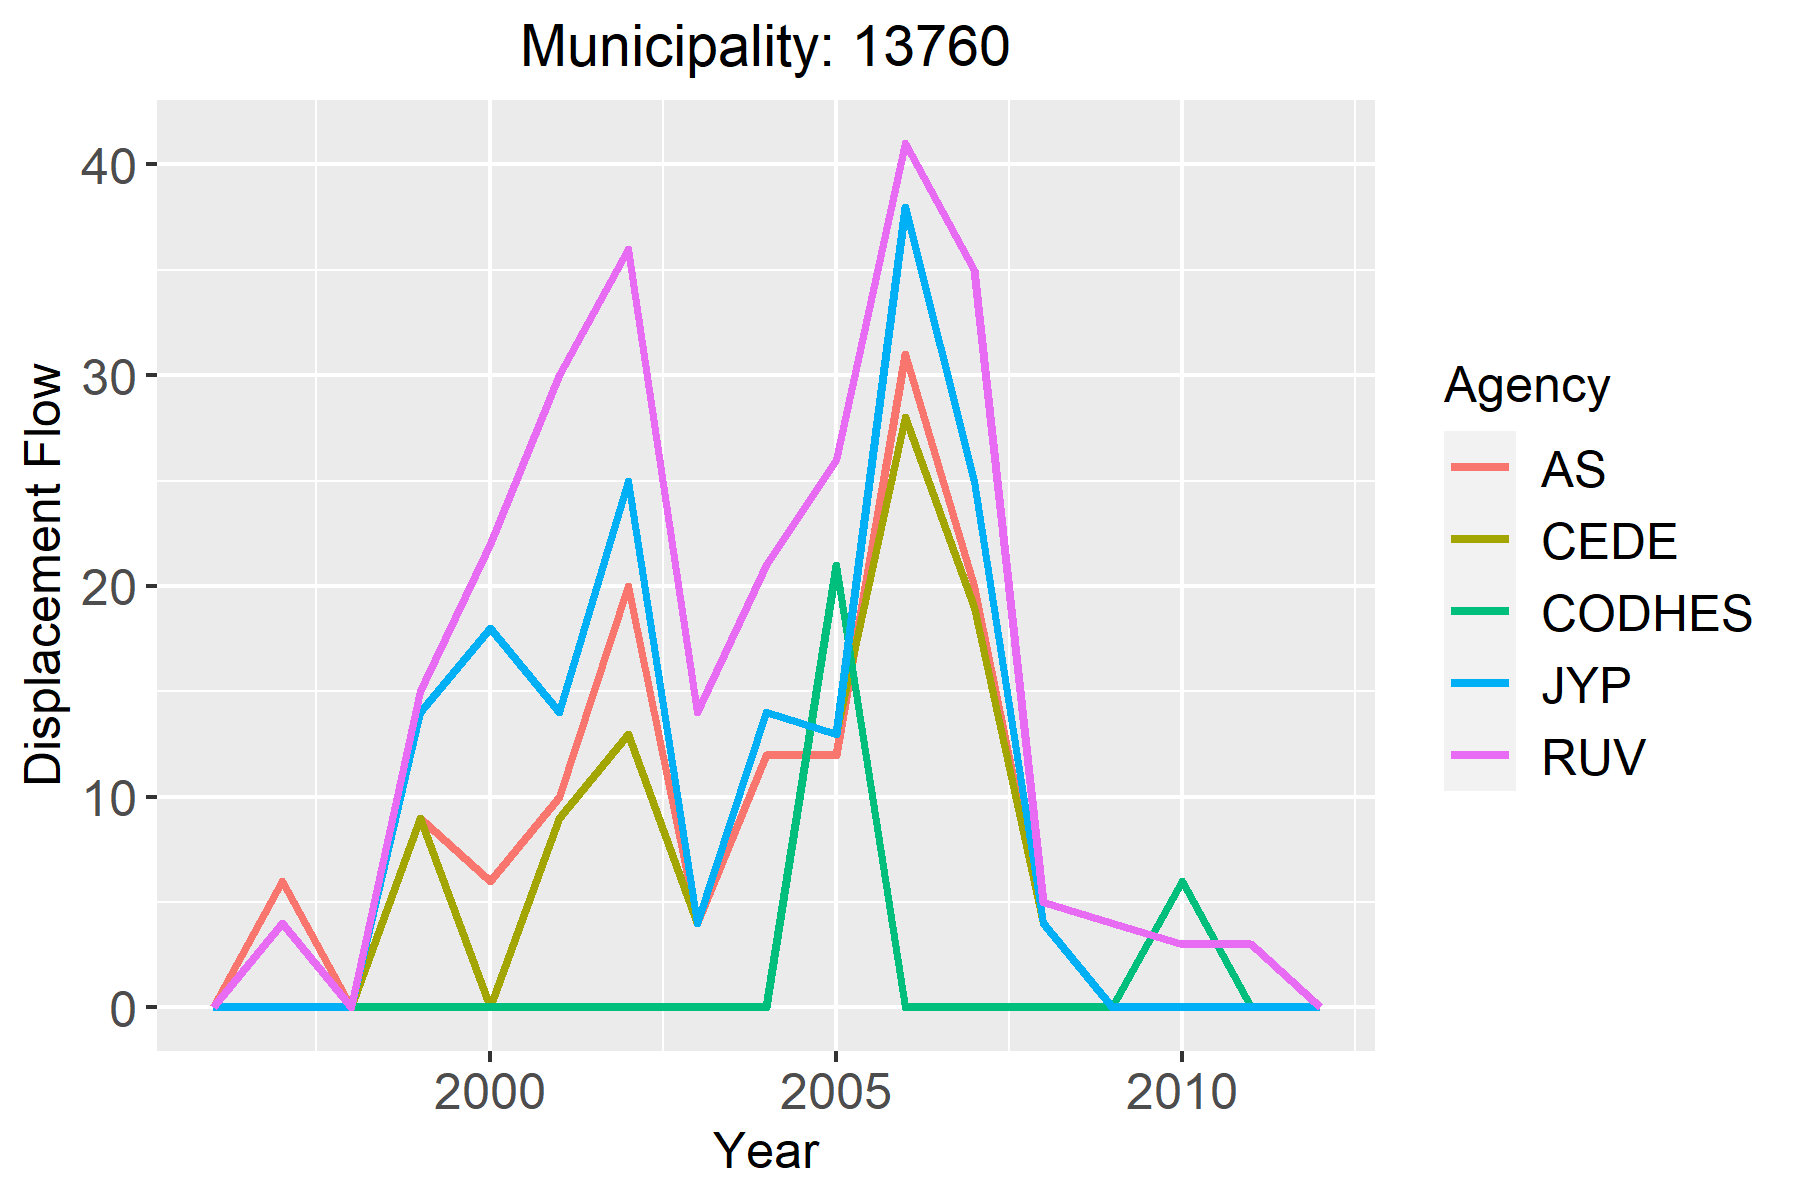 Municipality: 13760
Displacement Flow
40
30
20
10
0
2000 2005 2010
Year
Agency
AS
CEDE
CODHES
JYP
RUV